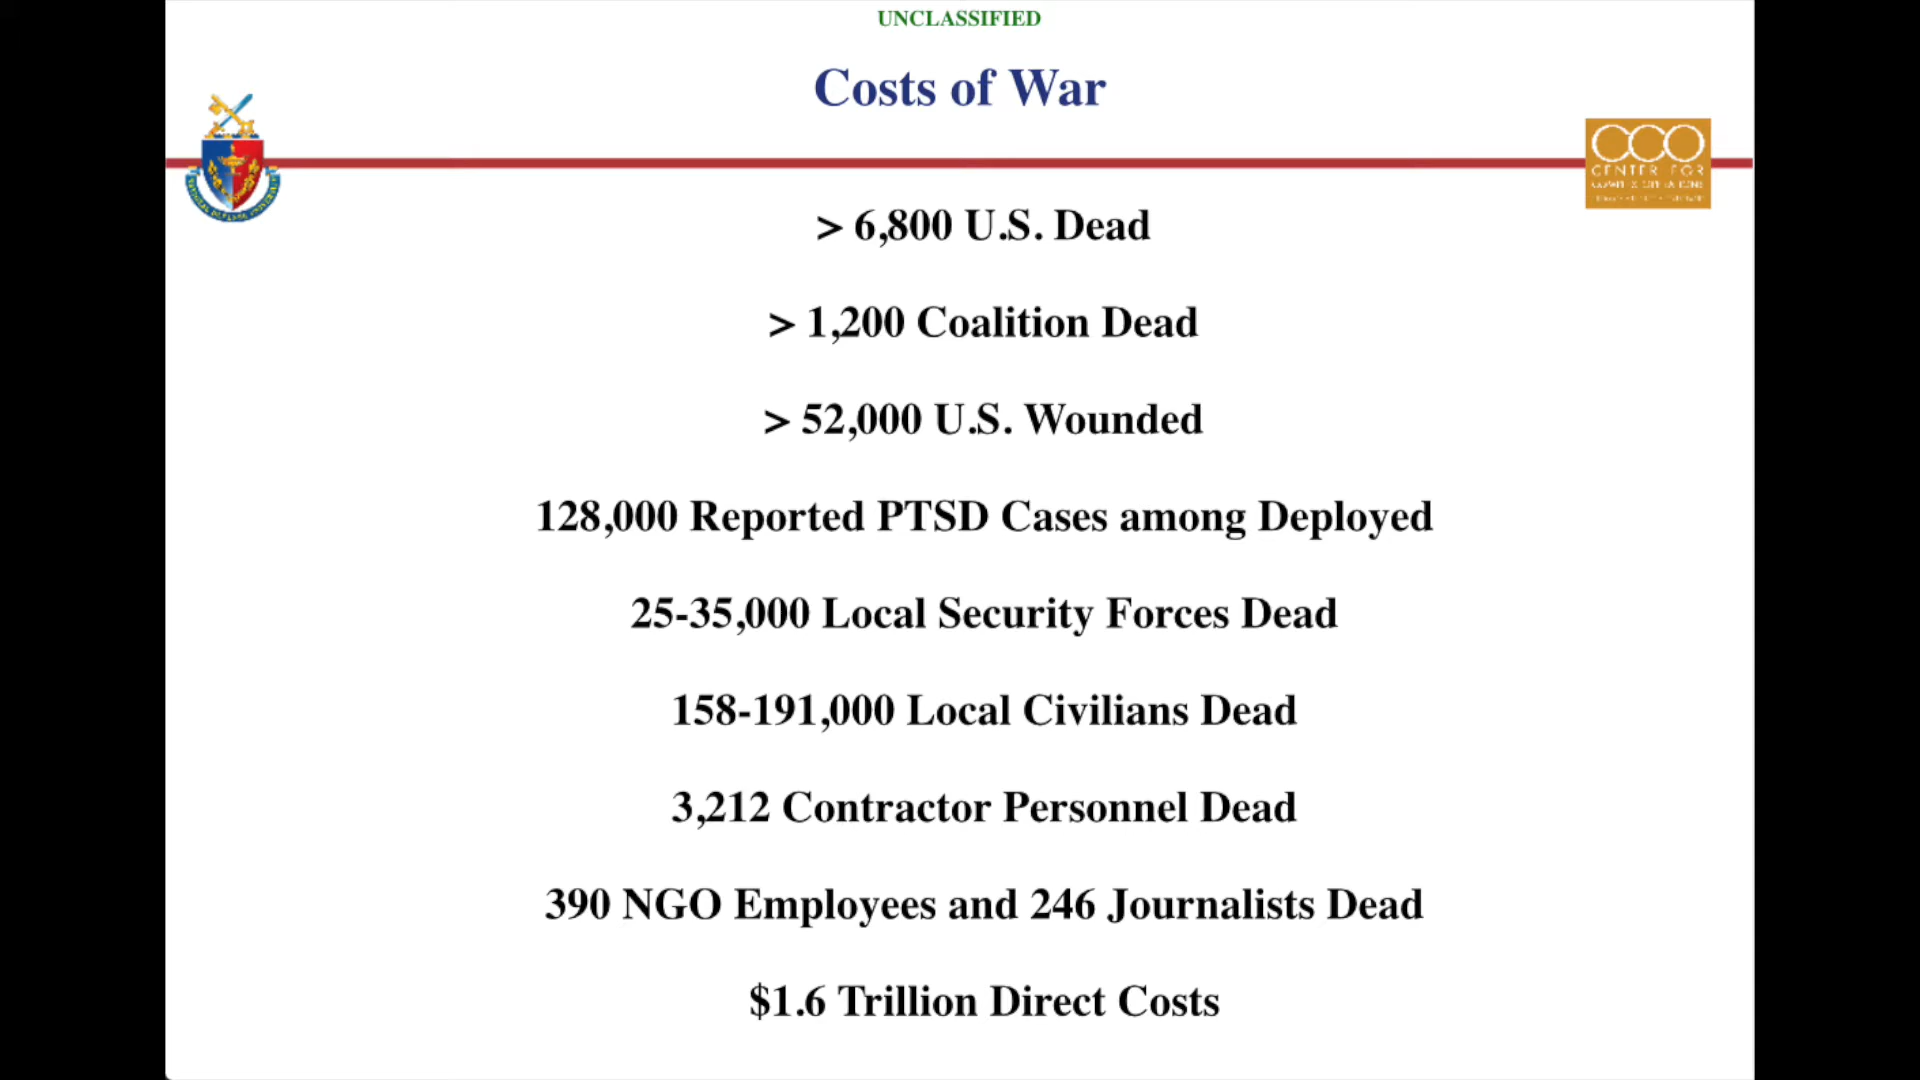 UNCLASSIFIED
Costs of War
CCO
CENTER FOR
> 6,800 U.S. Dead
> 1,200 Coalition Dead
> 52,000 U.S. Wounded
128,000 Reported PTSD Cases among Deployed
25-35,000 Local Security Forces Dead
158-191,000 Local Civilians Dead
3,212 Contractor Personnel Dead
390 NGO Employees and 246 Journalists Dead
$1.6 Trillion Direct Costs